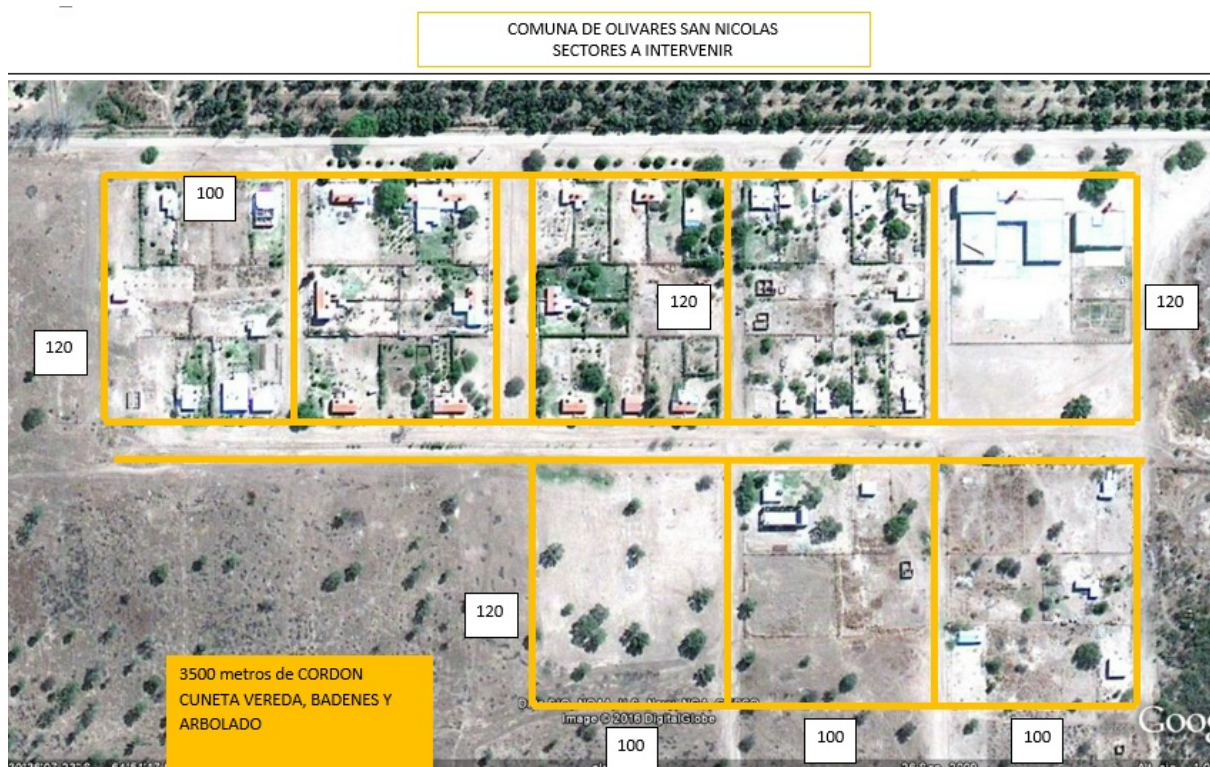 COMUNA DE OLIVARES SAN NICOLAS
SECTORES A INTERVENIR
100
120
120
120
120
3500 metros de CORDON
CUNETA VEREDA, BADENES Y
ARBOLADO
Image © 2016 DigitalGlobe
100
100
100